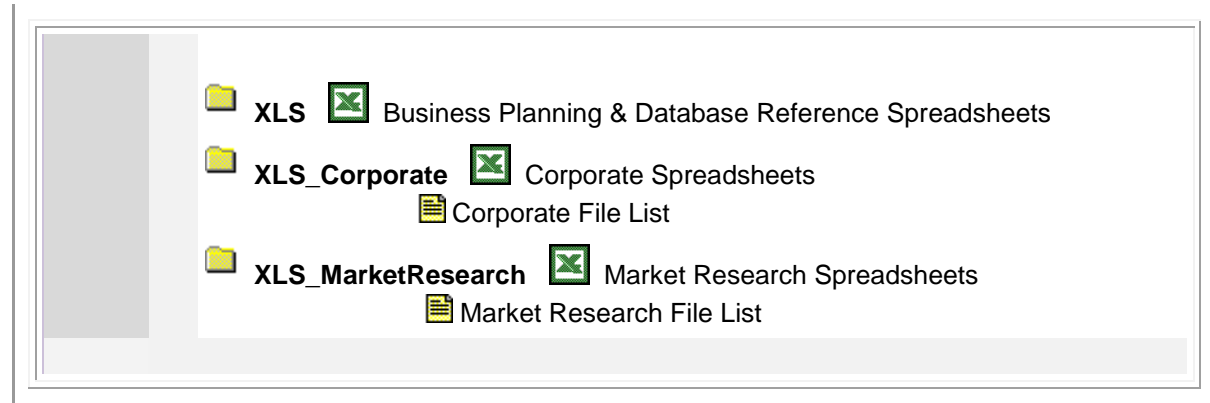 XLS Business Planning & Database Reference Spreadsheets
XLS_Corporate Corporate Spreadsheets
Corporate File List
XLS_MarketResearch Market Research Spreadsheets
Market Research File List